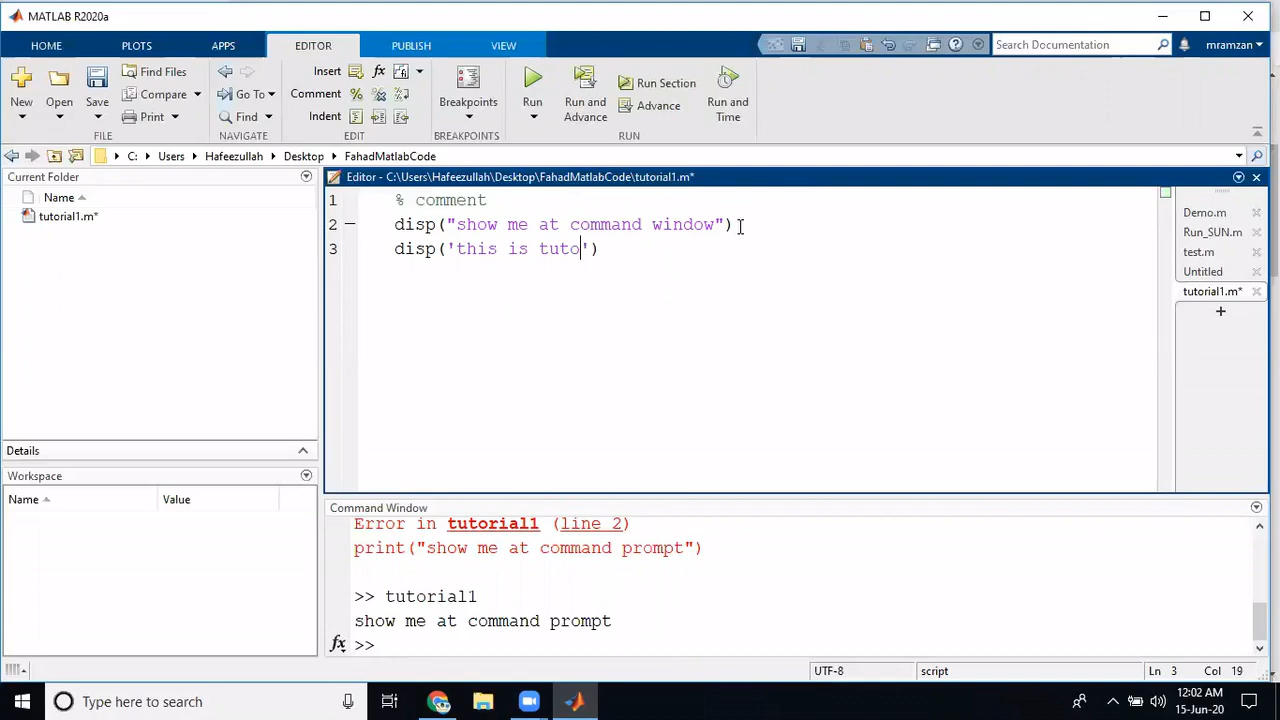 MATLAB R2020a
HOME PLOTS APPS EDITOR PUBLISH VIEW
Search Documentation mramzan
New Open Save Find Files Compare Print
FILE
Go To Find
NAVIGATE
Insert fx
Comment % %
Indent
EDIT
Breakpoints
BREAKPOINTS
Run Run and Advance Run Section Advance Run and Time
RUN
C: Users Hafeezullah Desktop FahadMatlabCode
Current Folder
Name
tutorial1.m*
Details
Workspace
Name Value
Editor - C:\Users\Hafeezullah\Desktop\FahadMatlabCode\tutorial1.m*
1 % comment
2 disp("show me at command window")
3 disp('this is tuto')
Demo.m
Run_SUN.m
test.m
Untitled
tutorial1.m*
Command Window
Error in tutorial1 (line 2)
print("show me at command prompt")
>> tutorial1
show me at command prompt
fx >>
UTF-8 script Ln 3 Col 19
Type here to search
12:02 AM
15-Jun-20